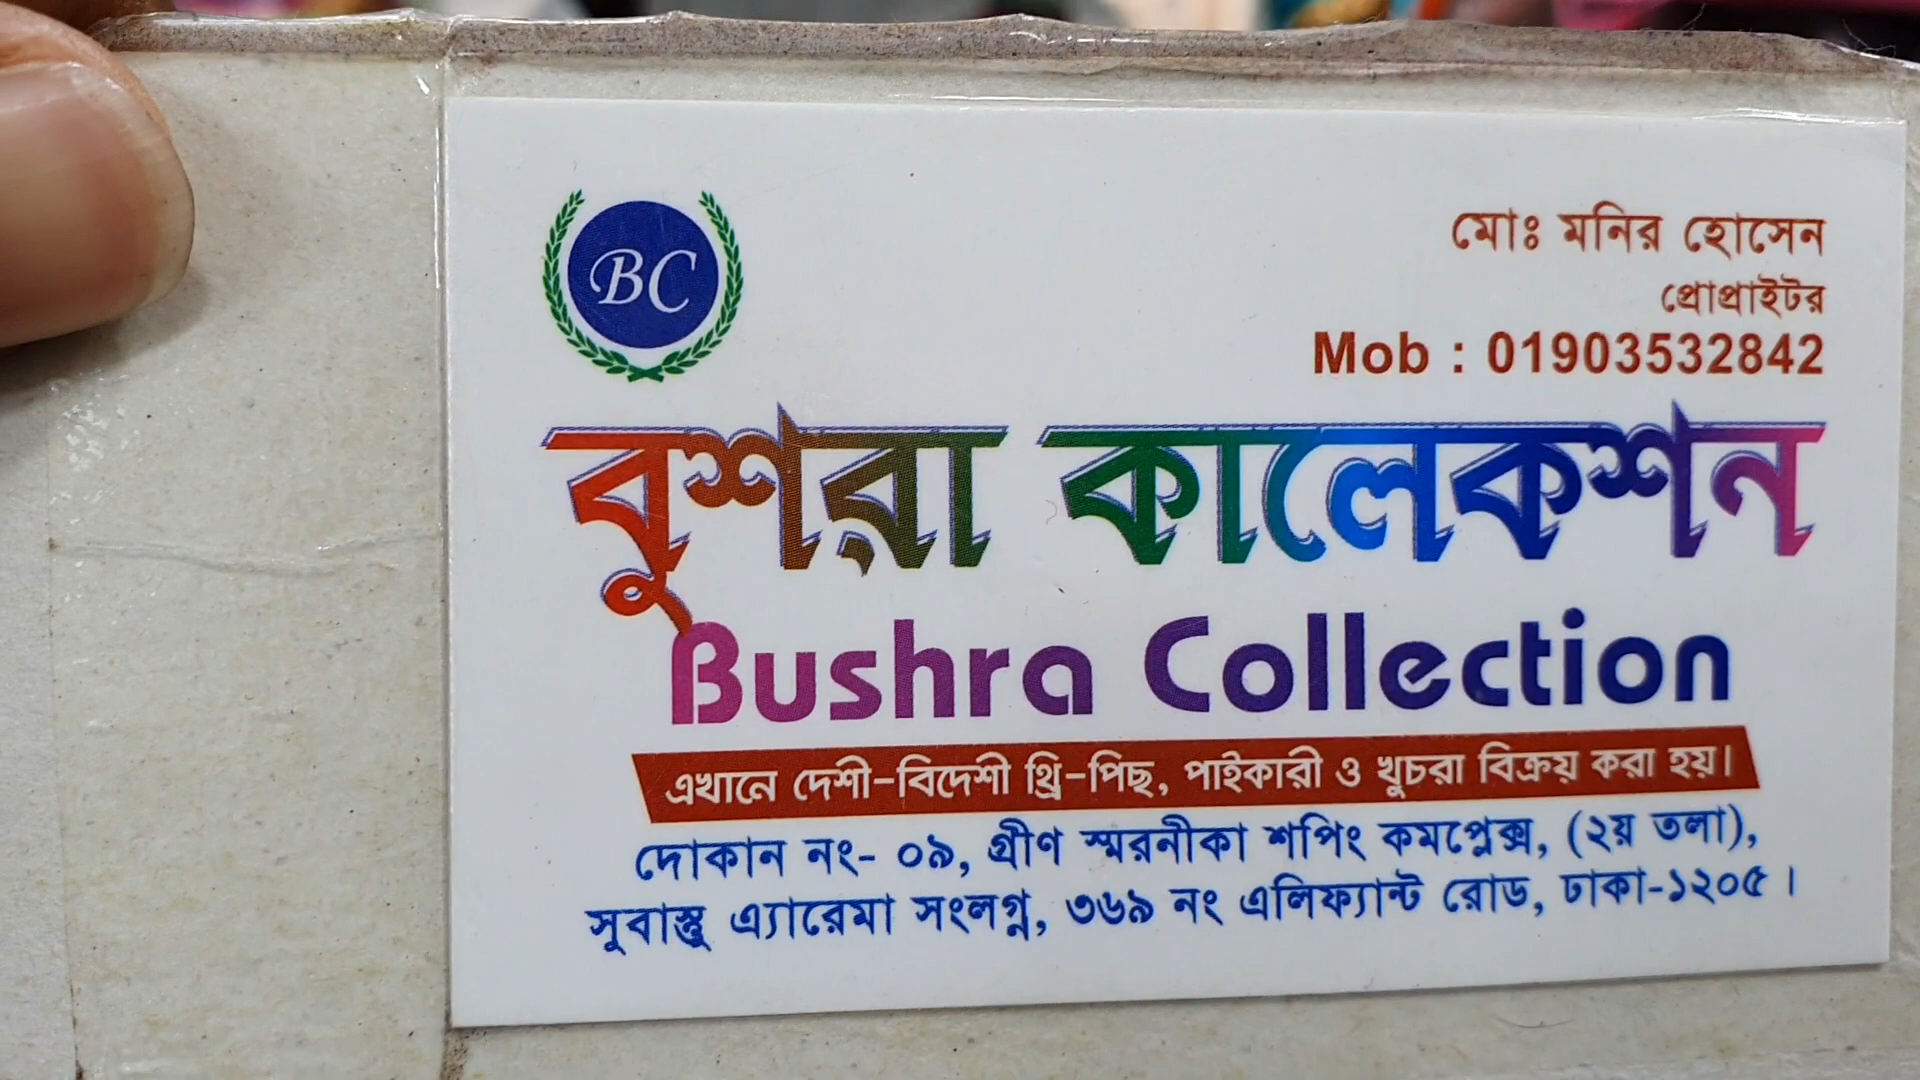 BC
মোঃ মনির হোসেন
প্রোপ্রাইটর
Mob : 01903532842
বুশরা কালেকশন
Bushra Collection
এখানে দেশী-বিদেশী থ্রি-পিছ, পাইকারী ও খুচরা বিক্রয় করা হয়।
দোকান নং- ০৯, গ্রীণ স্মরনীকা শপিং কমপ্লেক্স, (২য় তলা),
সুবাস্তু এ্যারেমা সংলগ্ন, ৩৬৯ নং এলিফ্যান্ট রোড, ঢাকা-১২০৫।